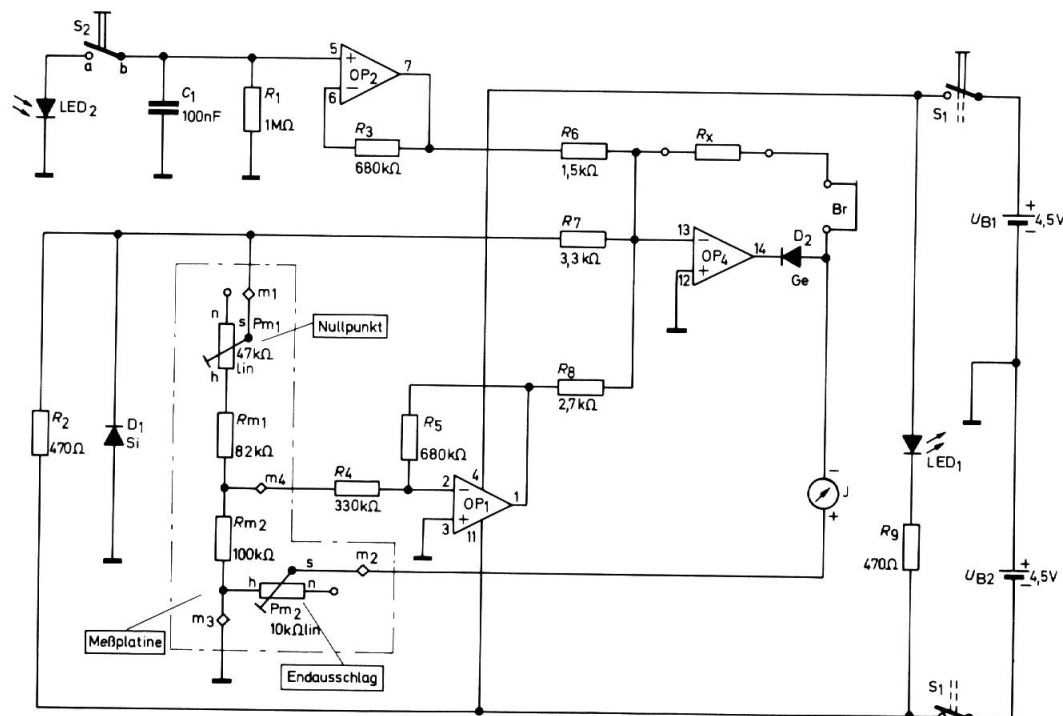 S2
a
b
LED2
C1
100nF
R1
1MΩ
5
+
OP2
7
6
−
R3
680kΩ
R6
1,5kΩ
Rx
S1
Br
UB1
+
4,5V
−
R7
3,3kΩ
13
−
OP4
14
D2
Ge
12
+
m1
n
s
Pm1
47kΩ
lin
h
Nullpunkt
R2
470Ω
D1
Si
Rm1
82kΩ
R5
680kΩ
R8
2,7kΩ
m4
R4
330kΩ
4
2
−
OP1
1
3
+
11
LED1
−
J
+
Rm2
100kΩ
R9
470Ω
m2
s
h
n
Pm2
10kΩlin
m3
UB2
+
4,5V
−
Meßplatine
Endausschlag
S1